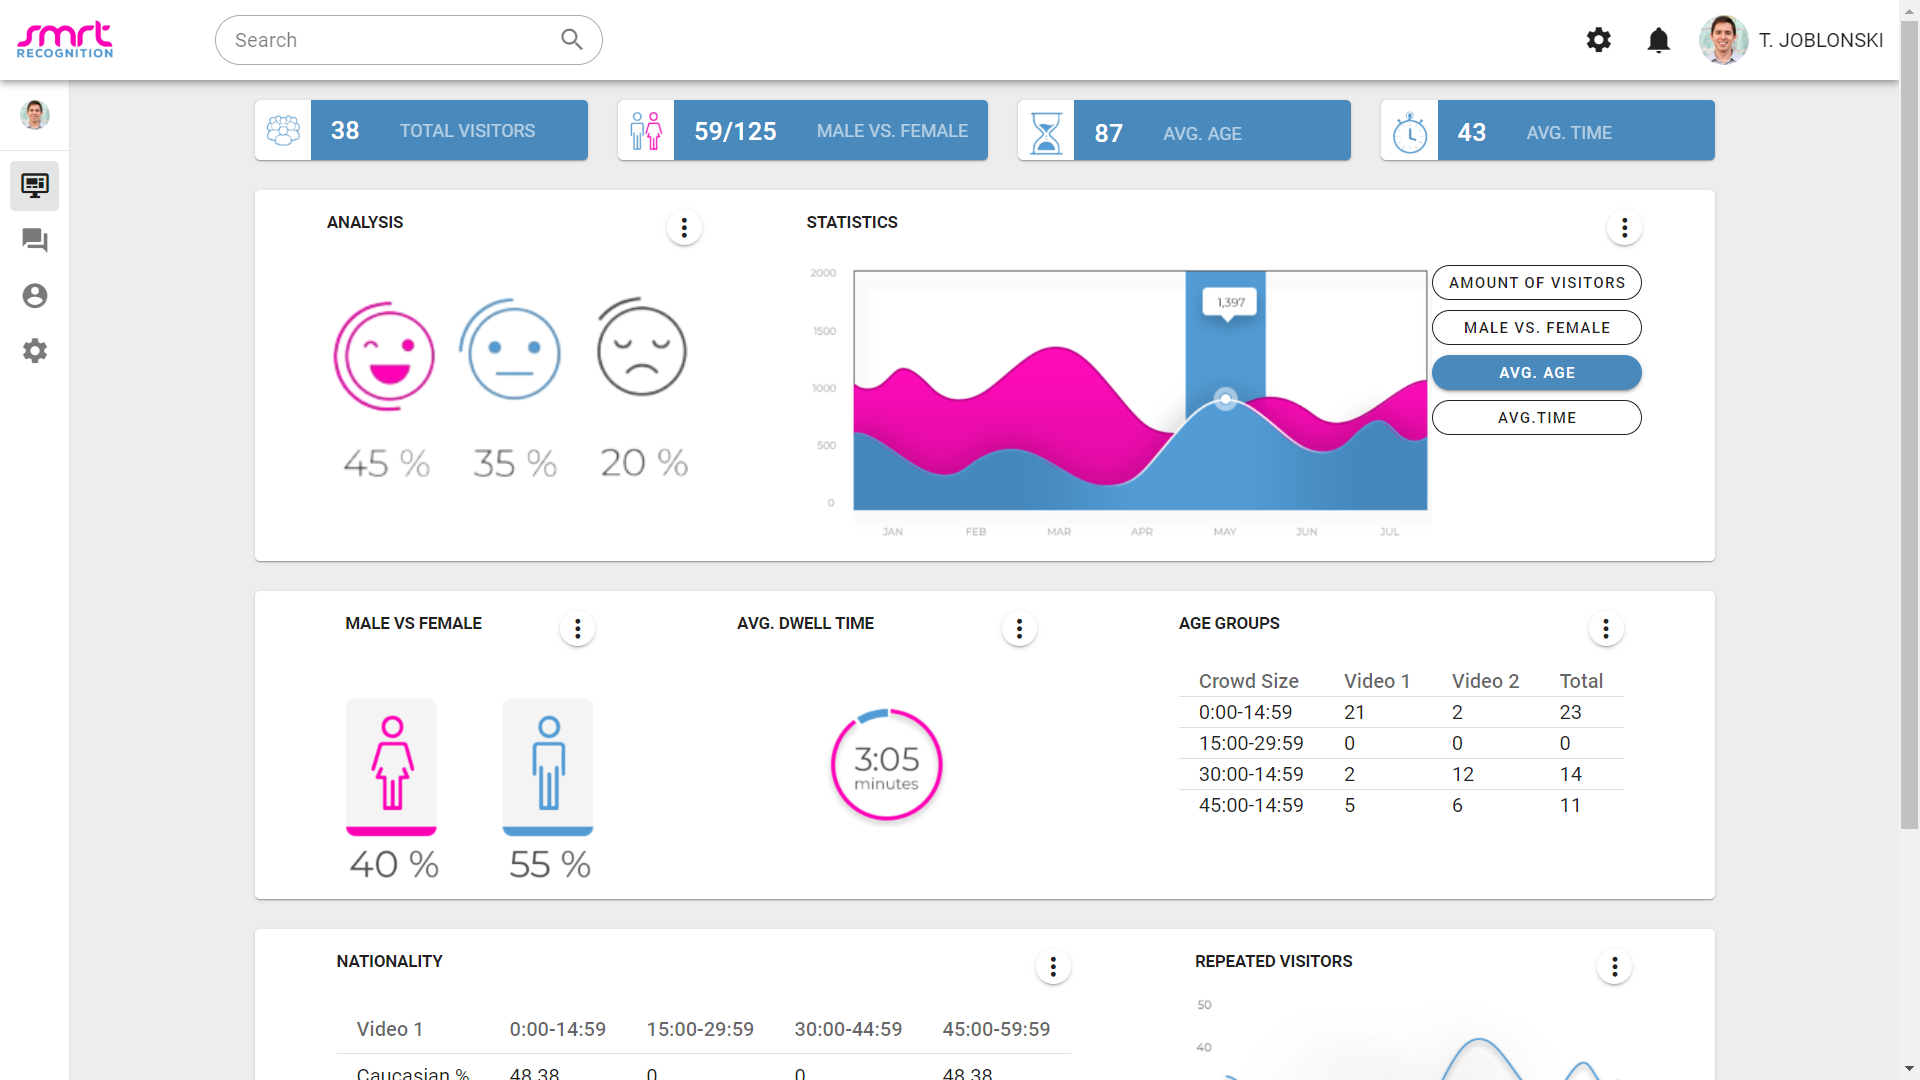 smrt
RECOGNITION
Search
T. JOBLONSKI
38 TOTAL VISITORS
59/125 MALE VS. FEMALE
87 AVG. AGE
43 AVG. TIME
ANALYSIS
45 % 35 % 20 %
STATISTICS
2000
1500
1000
500
0
1,397
JAN FEB MAR APR MAY JUN JUL
AMOUNT OF VISITORS
MALE VS. FEMALE
AVG. AGE
AVG.TIME
MALE VS FEMALE
40 % 55 %
AVG. DWELL TIME
3:05
minutes
AGE GROUPS
Crowd Size Video 1 Video 2 Total
0:00-14:59 21 2 23
15:00-29:59 0 0 0
30:00-14:59 2 12 14
45:00-14:59 5 6 11
NATIONALITY
Video 1 0:00-14:59 15:00-29:59 30:00-44:59 45:00-59:59
Caucasian % 48.38 0 0 48.38
REPEATED VISITORS
50
40